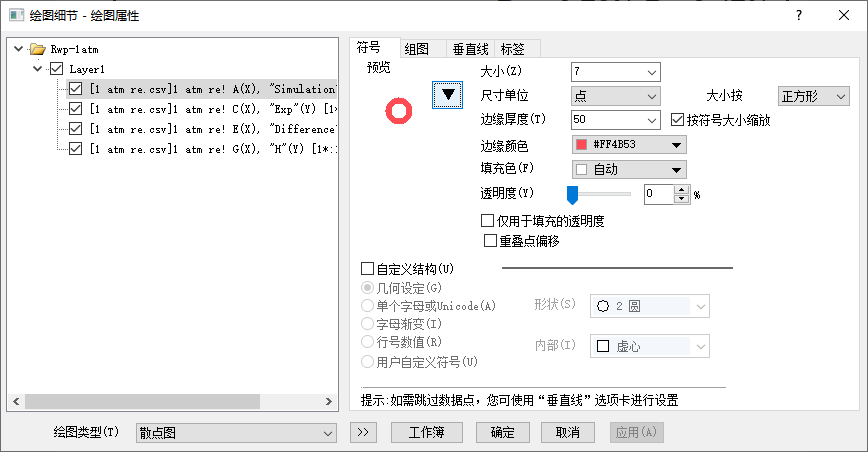 绘图细节 - 绘图属性
Rwp-1atm
Layer1
[1 atm re.csv]1 atm re! A(X), "Simulation
[1 atm re.csv]1 atm re! C(X), "Exp"(Y) [1*
[1 atm re.csv]1 atm re! E(X), "Difference
[1 atm re.csv]1 atm re! G(X), "H"(Y) [1*:
符号 组图 垂直线 标签
预览
大小(Z) 7
尺寸单位 点 大小按 正方形
边缘厚度(T) 50 按符号大小缩放
边缘颜色 #FF4B53
填充色(F) 自动
透明度(Y) 0 %
仅用于填充的透明度
重叠点偏移
自定义结构(U)
几何设定(G)
单个字母或Unicode(A)
字母渐变(I)
行号数值(R)
用户自定义符号(U)
形状(S) 2 圆
内部(I) 虚心
提示:如需跳过数据点，您可使用“垂直线”选项卡进行设置
绘图类型(T) 散点图 >> 工作簿 确定 取消 应用(A)